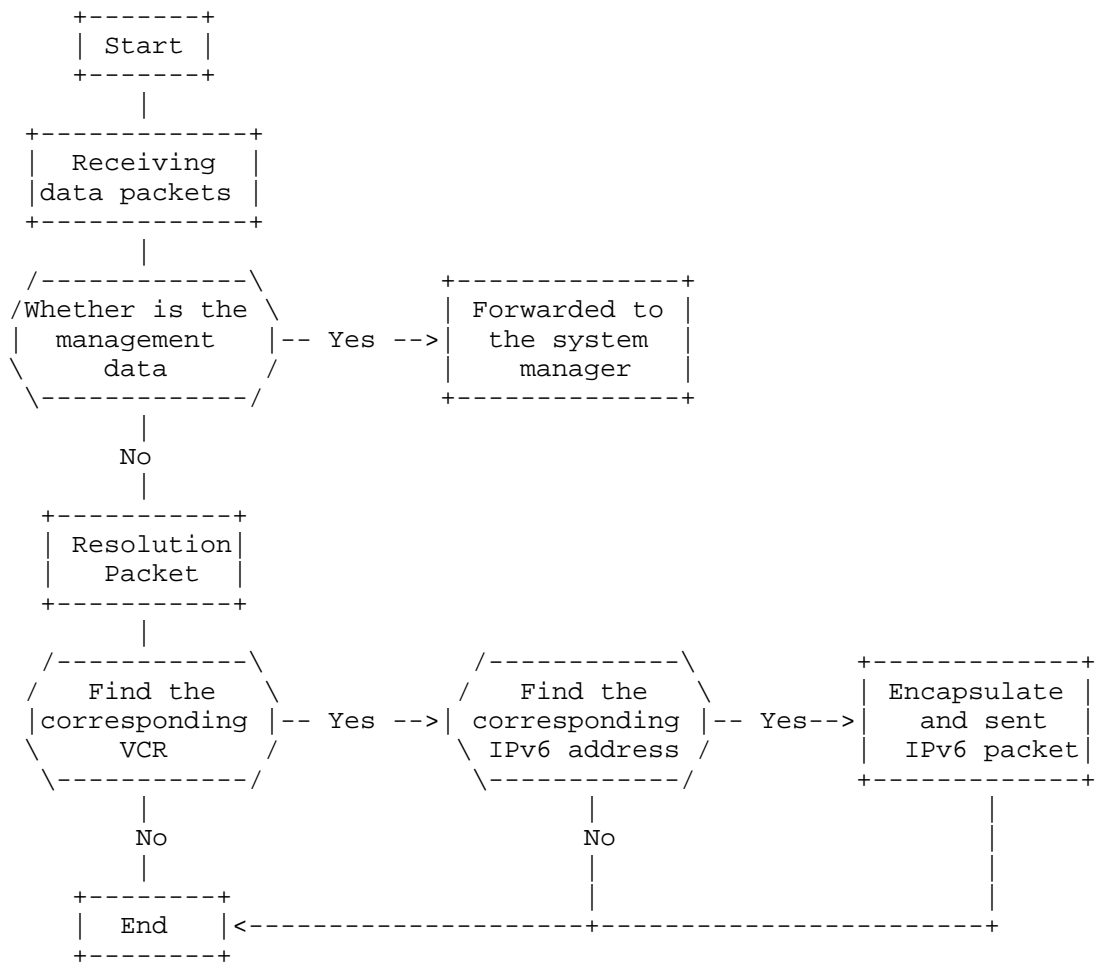 Start
Receiving
data packets
Whether is the
management
data
Yes
Forwarded to
the system
manager
No
Resolution
Packet
Find the
corresponding
VCR
Yes
Find the
corresponding
IPv6 address
Yes
Encapsulate
and sent
IPv6 packet
No
No
End